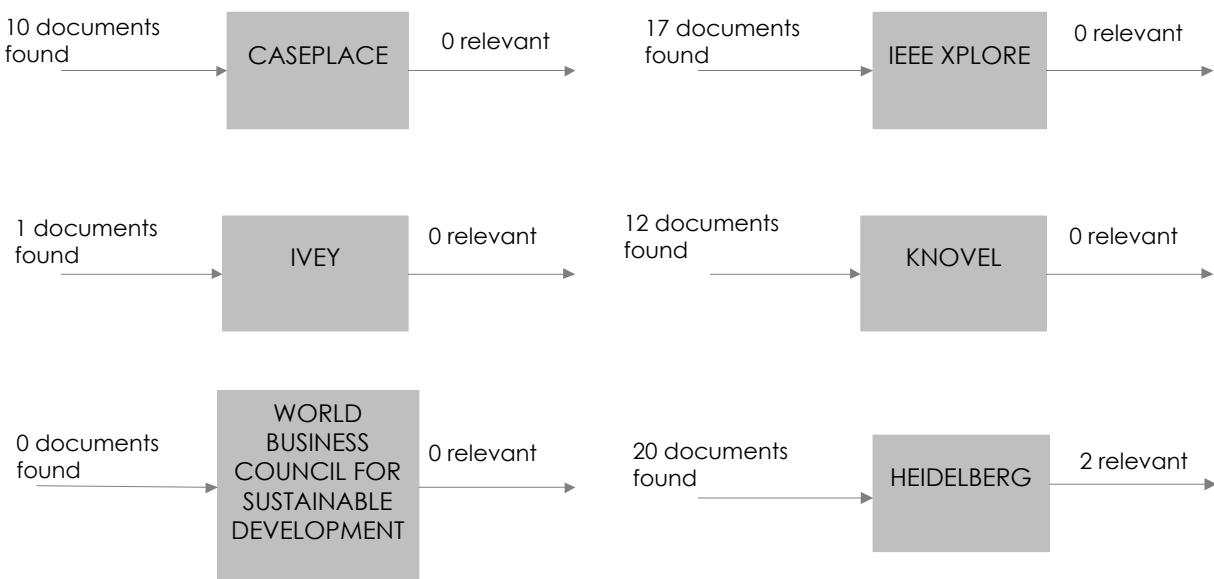 10 documents
found
CASEPLACE
0 relevant
17 documents
found
IEEE XPLORE
0 relevant
1 documents
found
IVEY
0 relevant
12 documents
found
KNOVEL
0 relevant
0 documents
found
WORLD
BUSINESS
COUNCIL FOR
SUSTAINABLE
DEVELOPMENT
0 relevant
20 documents
found
HEIDELBERG
2 relevant